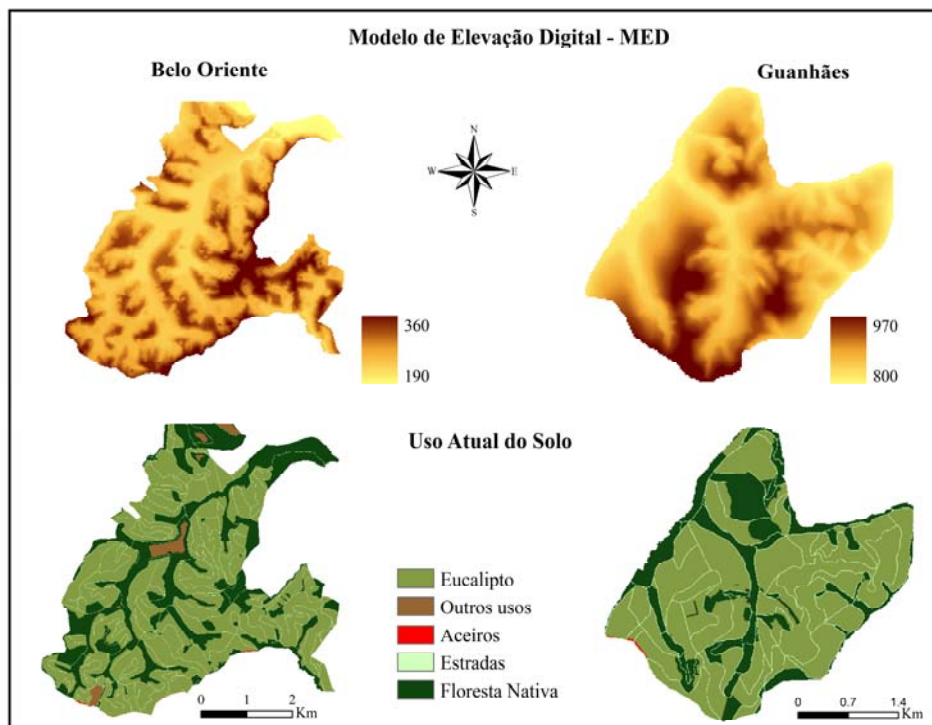 Modelo de Elevação Digital - MED
Belo Oriente
Guanhães
N
W E
S
360
190
970
800
Uso Atual do Solo
Eucalipto
Outros usos
Aceiros
Estradas
Floresta Nativa
0 1 2
Km
0 0.7 1.4
Km